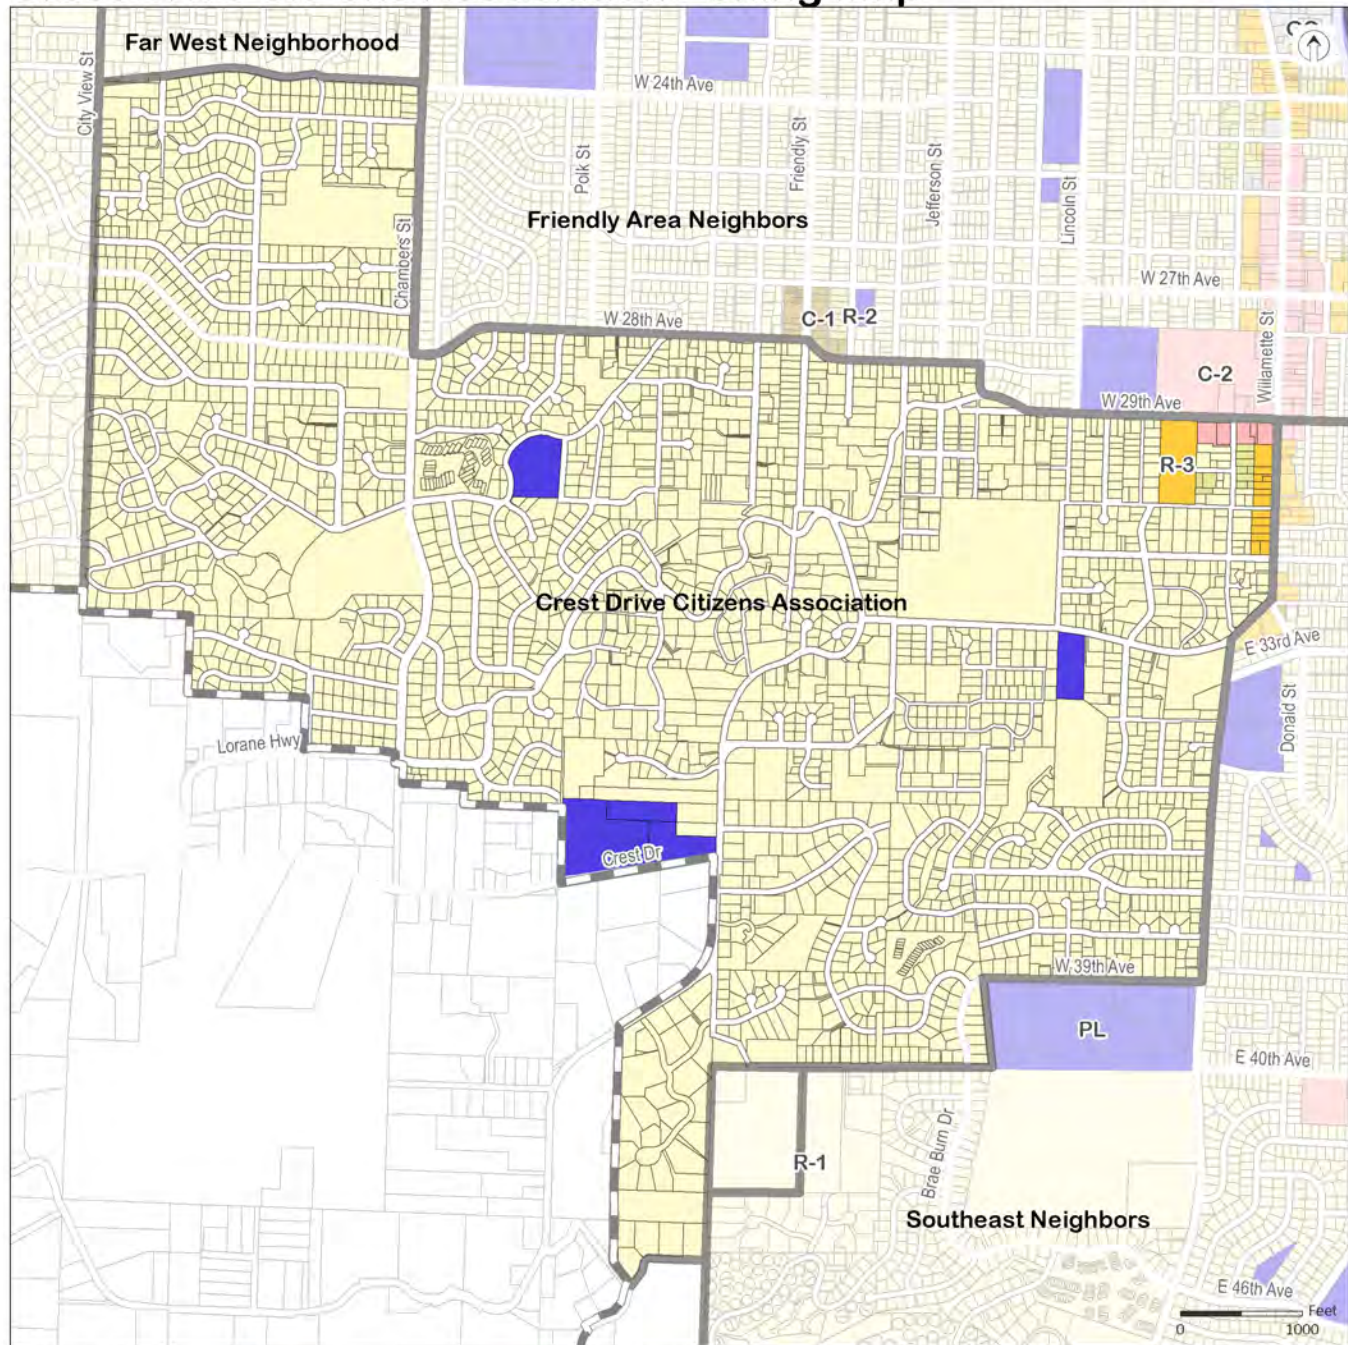 Far West Neighborhood
City View St
W 24th Ave
Polk St
Friendly St
Jefferson St
Lincoln St
Friendly Area Neighbors
Chambers St
W 27th Ave
W 28th Ave
C-1
R-2
Willamette St
C-2
W 29th Ave
R-3
Crest Drive Citizens Association
E 33rd Ave
Donald St
Lorane Hwy
Crest Dr
W 39th Ave
PL
E 40th Ave
Brae Burn Dr
R-1
Southeast Neighbors
E 46th Ave
Feet
0
1000